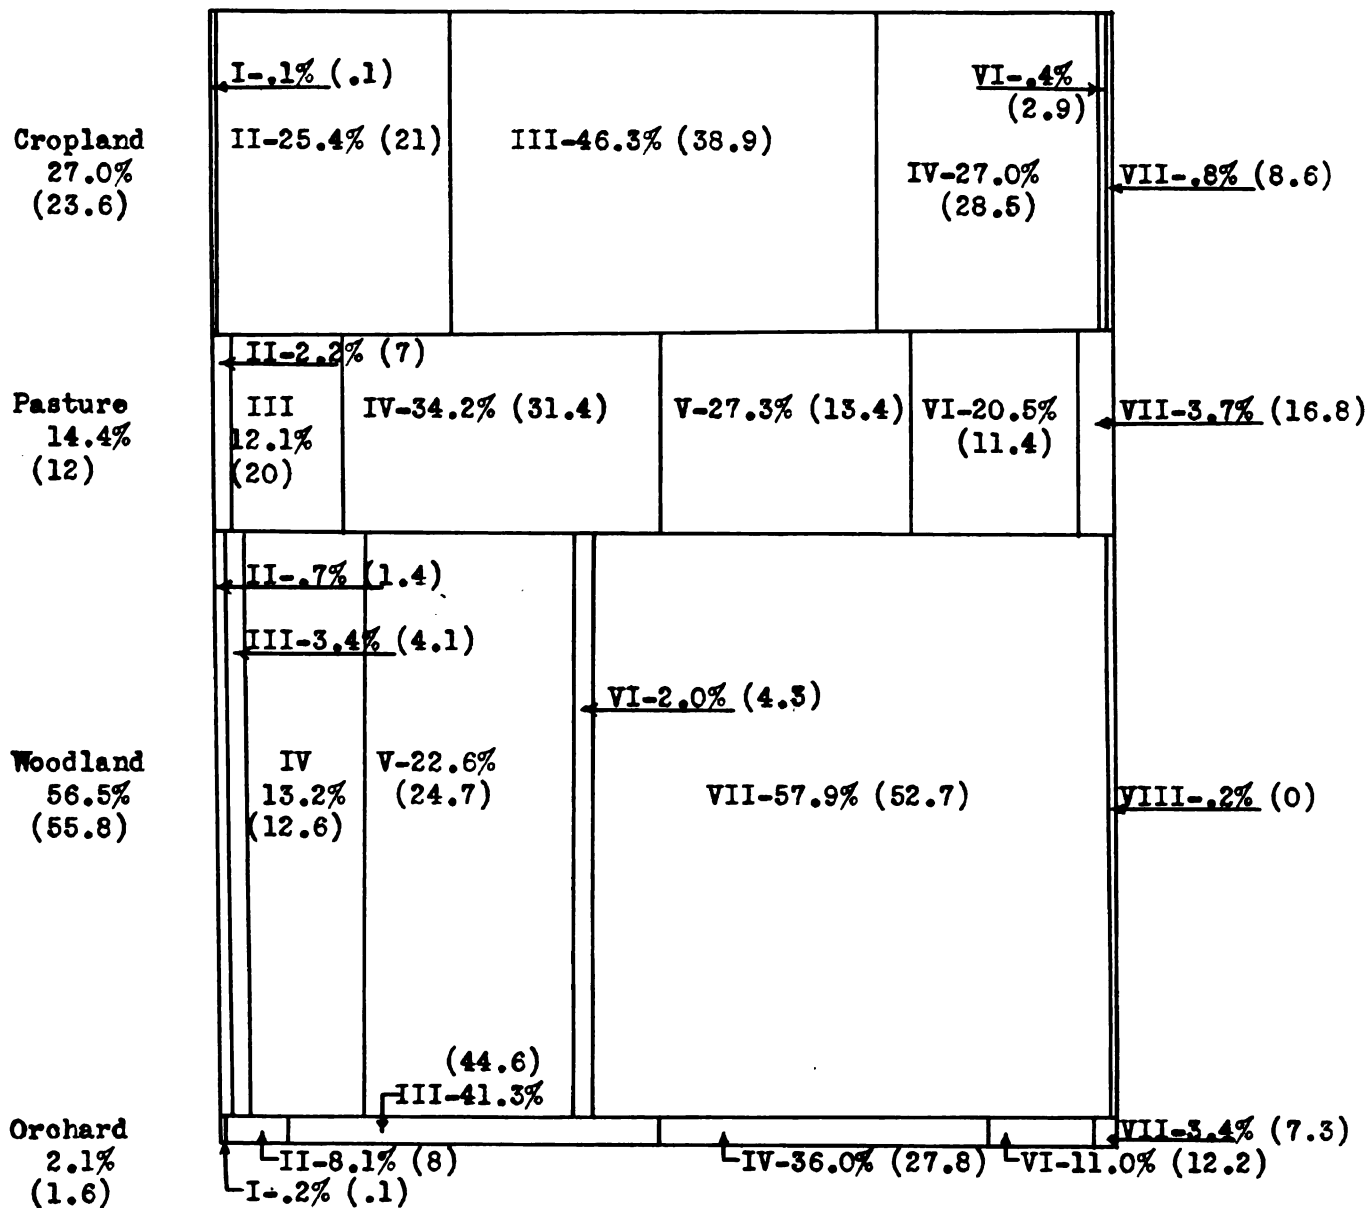 Cropland
27.0%
(23.6)
I-.1% (.1)
II-25.4% (21)
III-46.3% (38.9)
IV-27.0%
(28.5)
VI-.4%
(2.9)
VII-.8% (8.6)
Pasture
14.4%
(12)
II-2.2% (7)
III
12.1%
(20)
IV-34.2% (31.4)
V-27.3% (13.4)
VI-20.5%
(11.4)
VII-3.7% (16.8)
Woodland
56.5%
(55.8)
II-.7% (1.4)
III-3.4% (4.1)
IV
13.2%
(12.6)
V-22.6%
(24.7)
VI-2.0% (4.3)
VII-57.9% (52.7)
VIII-.2% (0)
Orchard
2.1%
(1.6)
I-.2% (.1)
II-8.1% (8)
(44.6)
III-41.3%
IV-36.0% (27.8)
VI-11.0% (12.2)
VII-3.4% (7.3)